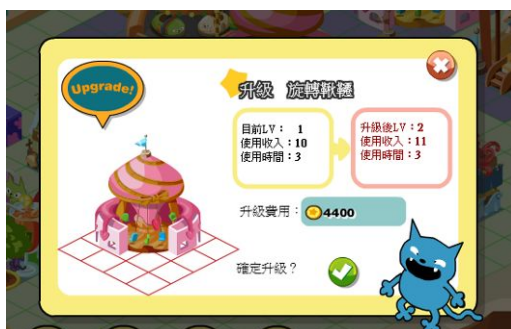 Upgrade!
升級 旋轉鞦韆
目前LV: 1
使用收入:10
使用時間:3
升級後LV:2
使用收入:11
使用時間:3
升級費用: 4400
確定升級?